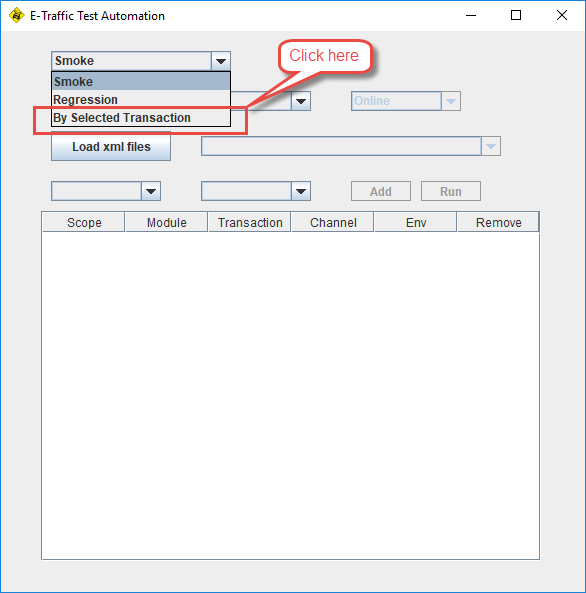 E-Traffic Test Automation
Smoke
Click here
Smoke
Regression
Online
By Selected Transaction
Load xml files
Add Run
Scope Module Transaction Channel Env Remove